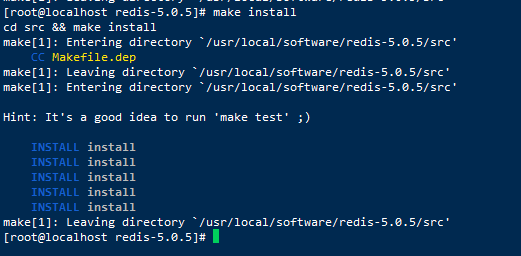 [root@localhost redis-5.0.5]# make install
cd src && make install
make[1]: Entering directory `/usr/local/software/redis-5.0.5/src'
CC Makefile.dep
make[1]: Leaving directory `/usr/local/software/redis-5.0.5/src'
make[1]: Entering directory `/usr/local/software/redis-5.0.5/src'
Hint: It's a good idea to run 'make test' ;)
INSTALL install
INSTALL install
INSTALL install
INSTALL install
INSTALL install
make[1]: Leaving directory `/usr/local/software/redis-5.0.5/src'
[root@localhost redis-5.0.5]#